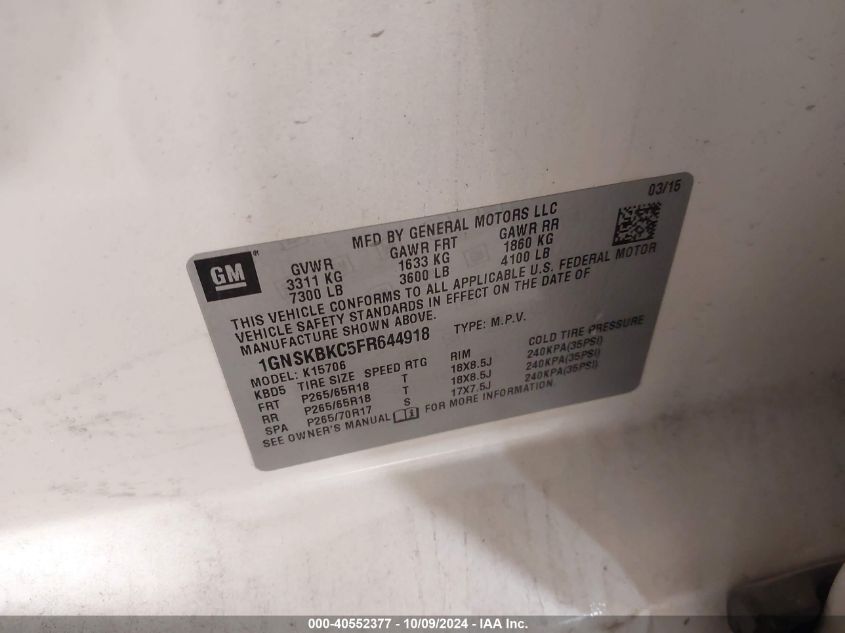 03/15
MFD BY GENERAL MOTORS LLC
GM
GVWR GAWR FRT GAWR RR
3311 KG 1633 KG 1860 KG
7300 LB 3600 LB 4100 LB
THIS VEHICLE CONFORMS TO ALL APPLICABLE U.S. FEDERAL MOTOR
VEHICLE SAFETY STANDARDS IN EFFECT ON THE DATE OF
MANUFACTURE SHOWN ABOVE.
1GNSKBKC5FR644918 TYPE: M.P.V.
MODEL: K15706
KBD5 TIRE SIZE SPEED RTG RIM COLD TIRE PRESSURE
FRT P265/65R18 T 18X8.5J 240KPA(35PSI)
RR P265/65R18 T 18X8.5J 240KPA(35PSI)
SPA P265/70R17 S 17X7.5J 240KPA(35PSI)
SEE OWNER'S MANUAL FOR MORE INFORMATION.
000-40552377 - 10/09/2024 - IAA Inc.